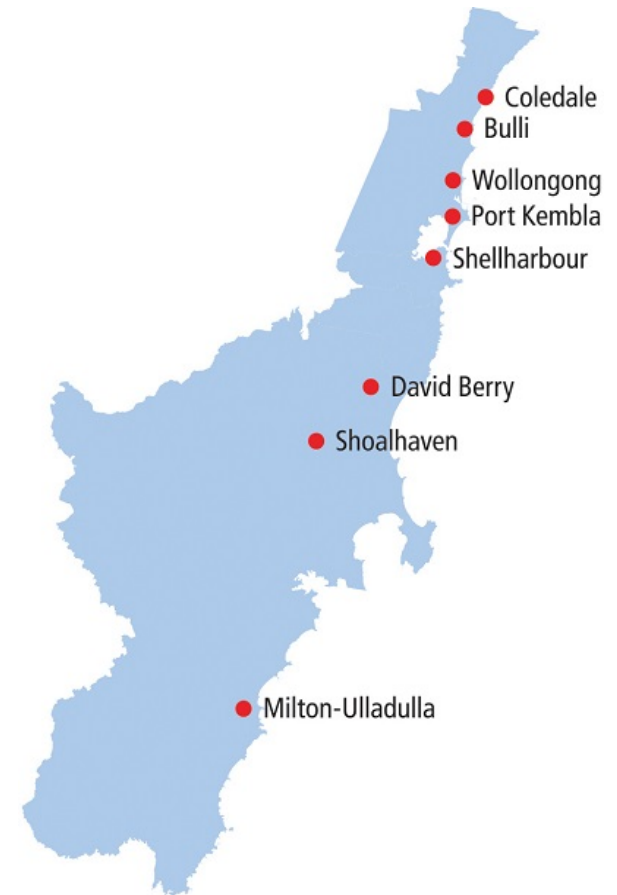 Coledale
Bulli
Wollongong
Port Kembla
Shellharbour
David Berry
Shoalhaven
Milton-Ulladulla